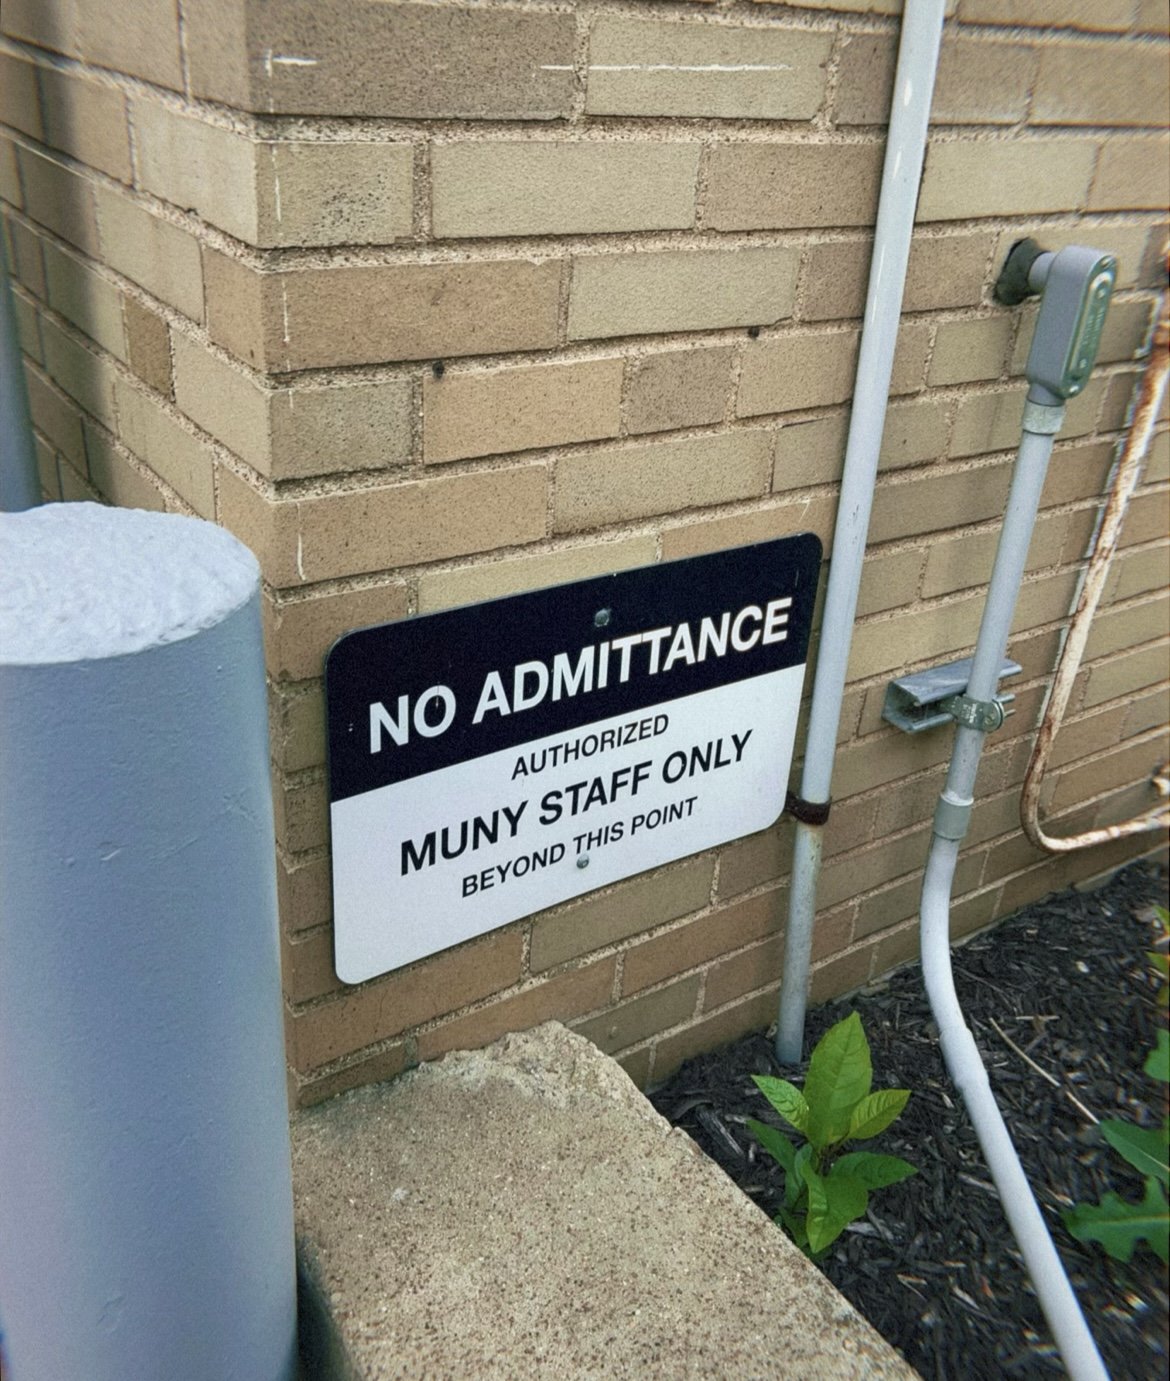 NO ADMITTANCE
AUTHORIZED
MUNY STAFF ONLY
BEYOND THIS POINT